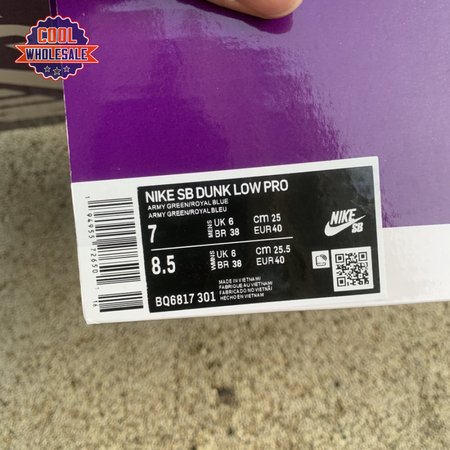 COOL
WHOLESALE
NIKE SB DUNK LOW PRO
ARMY GREEN/ROYAL BLUE
ARMY GREEN/ROYAL BLEU
7 MENS UK 6 CM 25
BR 38 EUR 40
8.5 WMNS UK 6 CM 25.5
BR 38 EUR 40
BQ6817 301
MADE IN VIETNAM
FABRIQUE AU VIETNAM
FABRICADO NO VIETNÃ
HECHO EN VIETNAM
NIKE
SB